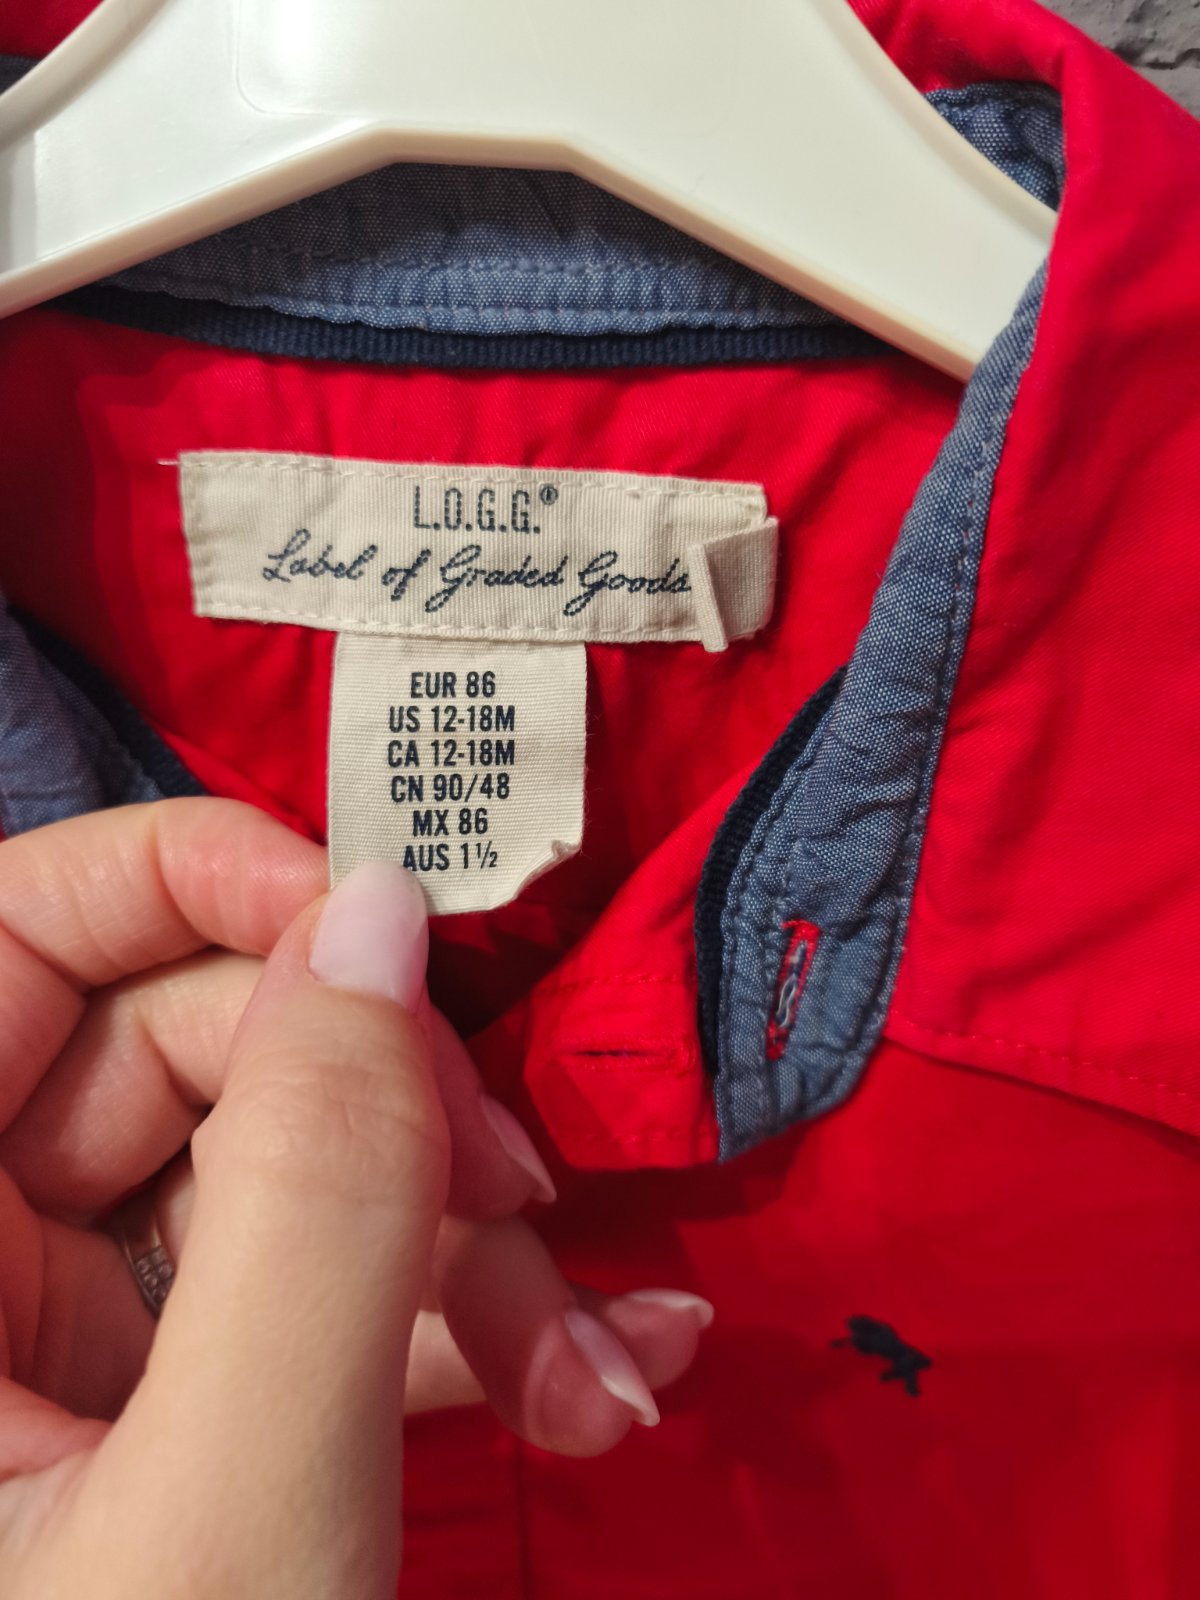 L.O.G.G.®
Label of Graded Goods
EUR 86
US 12-18M
CA 12-18M
CN 90/48
MX 86
AUS 1½